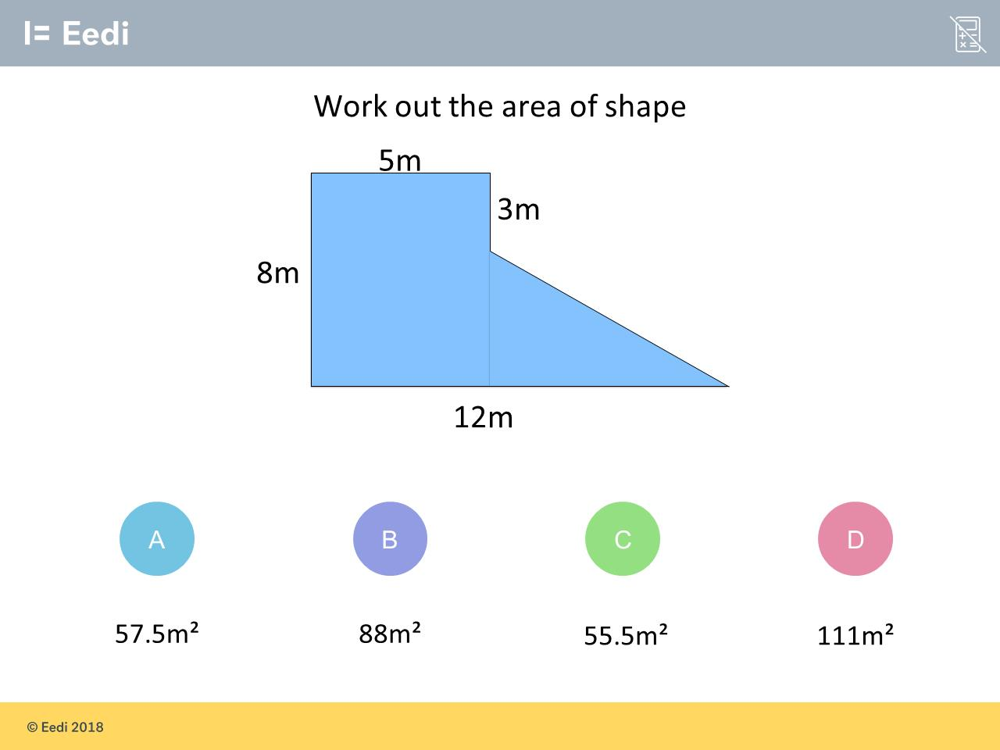 Eedi
Work out the area of shape
5m
3m
8m
12m
A
B
C
D
57.5m²
88m²
55.5m²
111m²
© Eedi 2018